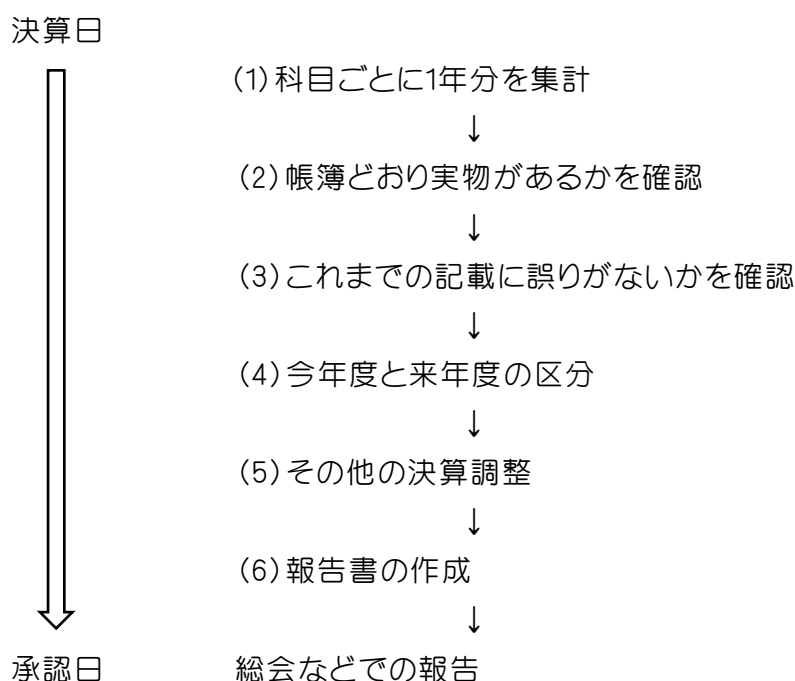 決算日
(1)科目ごとに1年分を集計
↓
(2)帳簿どおり実物があるかを確認
↓
(3)これまでの記載に誤りがないかを確認
↓
(4)今年度と来年度の区分
↓
(5)その他の決算調整
↓
(6)報告書の作成
↓
承認日 総会などでの報告